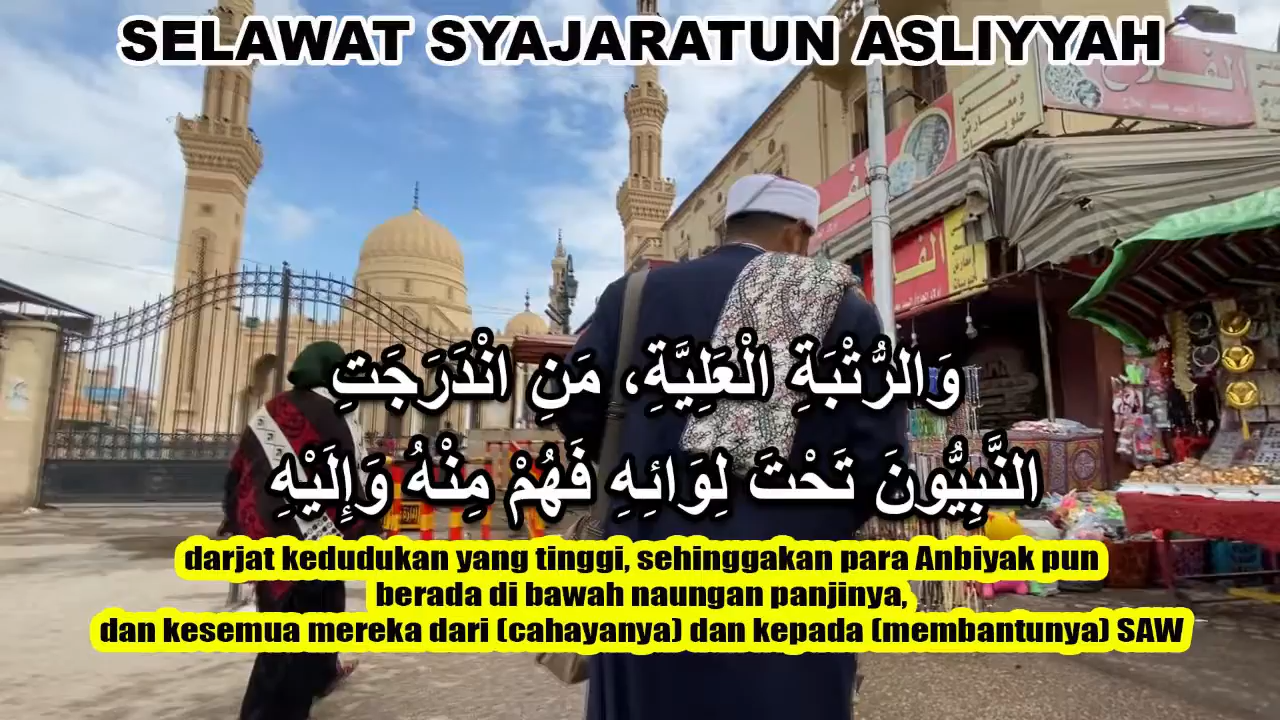 SELAWAT SYAJARATUN ASLIYYAH
وَالرُّتْبَةِ الْعَلِيَّةِ، مَنِ انْدَرَجَتِ
النَّبِيُّونَ تَحْتَ لِوَائِهِ فَهُمْ مِنْهُ وَإِلَيْهِ
darjat kedudukan yang tinggi, sehinggakan para Anbiyak pun
berada di bawah naungan panjinya,
dan kesemua mereka dari (cahayanya) dan kepada (membantunya) SAW